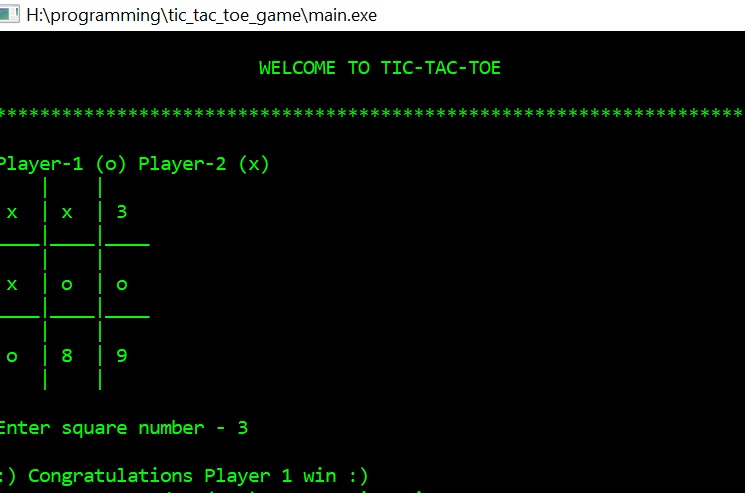 H:\programming\tic_tac_toe_game\main.exe
WELCOME TO TIC-TAC-TOE
********************************************************************
Player-1 (o) Player-2 (x)
x | x | 3
x | o | o
o | 8 | 9
Enter square number - 3
:) Congratulations Player 1 win :)